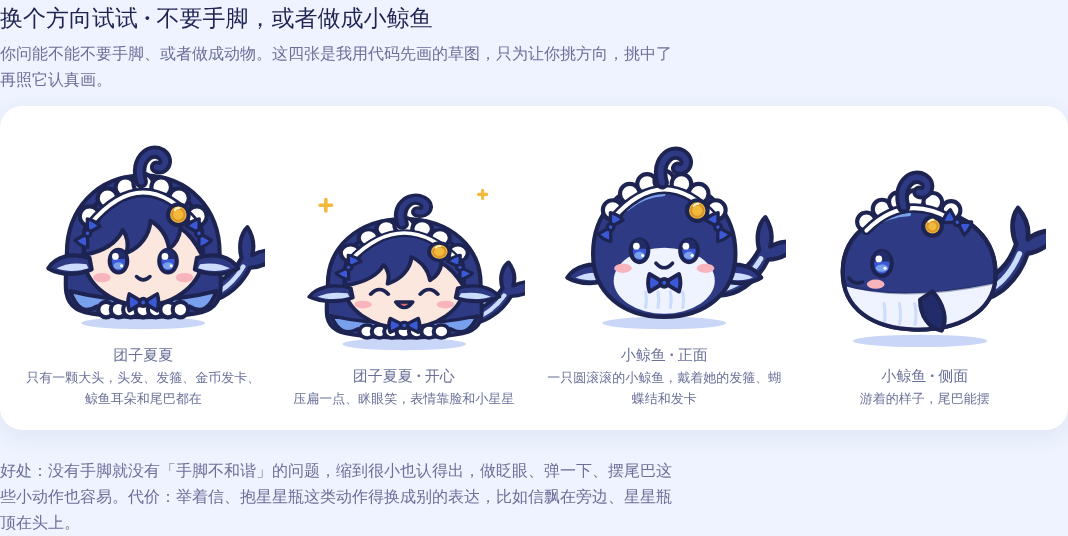 换个方向试试 · 不要手脚，或者做成小鲸鱼
你问能不能不要手脚、或者做成动物。这四张是我用代码先画的草图，只为让你挑方向，挑中了
再照它认真画。
团子夏夏
只有一颗大头，头发、发箍、金币发卡、
鲸鱼耳朵和尾巴都在
团子夏夏 · 开心
压扁一点、眯眼笑，表情靠脸和小星星
小鲸鱼 · 正面
一只圆滚滚的小鲸鱼，戴着她的发箍、蝴
蝶结和发卡
小鲸鱼 · 侧面
游着的样子，尾巴能摆
好处：没有手脚就没有「手脚不和谐」的问题，缩到很小也认得出，做眨眼、弹一下、摆尾巴这
些小动作也容易。代价：举着信、抱星星瓶这类动作得换成别的表达，比如信飘在旁边、星星瓶
顶在头上。